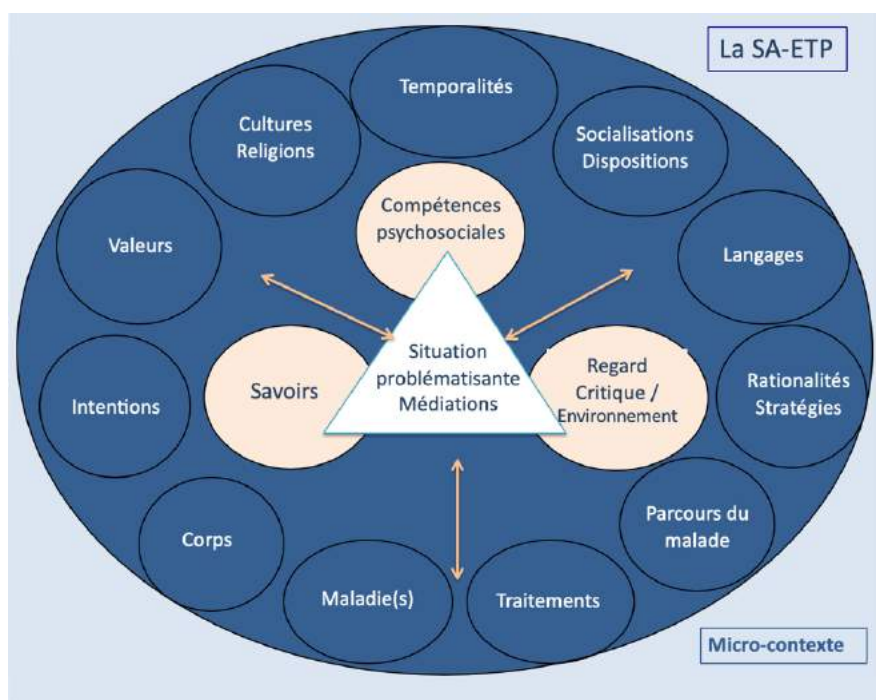 La SA-ETP
Temporalités
Cultures
Religions
Socialisations
Dispositions
Compétences
psychosociales
Valeurs
Langages
Situation
problématisante
Médiations
Regard
Critique /
Environnement
Savoirs
Intentions
Rationalités
Stratégies
Parcours du
malade
Corps
Maladie(s)
Traitements
Micro-contexte